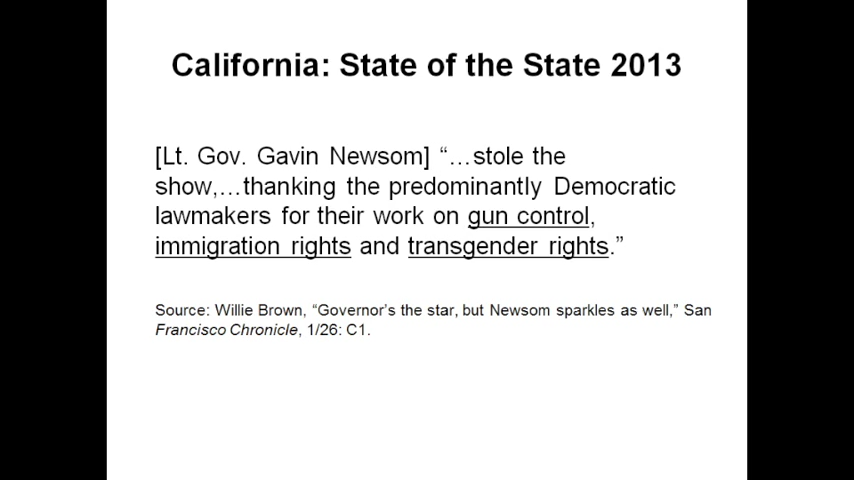 California: State of the State 2013
[Lt. Gov. Gavin Newsom] “…stole the
show,…thanking the predominantly Democratic
lawmakers for their work on gun control,
immigration rights and transgender rights.”
Source: Willie Brown, “Governor’s the star, but Newsom sparkles as well,” San
Francisco Chronicle, 1/26: C1.